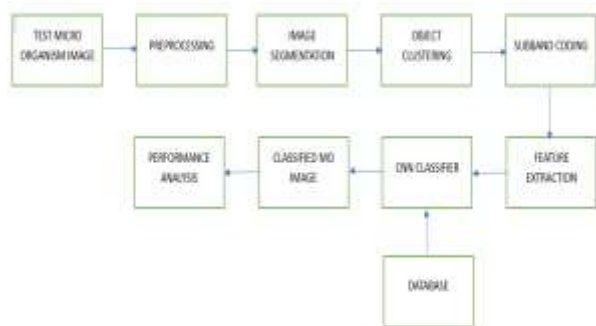 TEST MICRO
ORGANISM IMAGE
PREPROCESSING
IMAGE
SEGMENTATION
OBJECT
CLUSTERING
SUBBAND CODING
PERFORMANCE
ANALYSIS
CLASSIFIED MO
IMAGE
CLASSIFIER
FEATURE
EXTRACTION
DATABASE